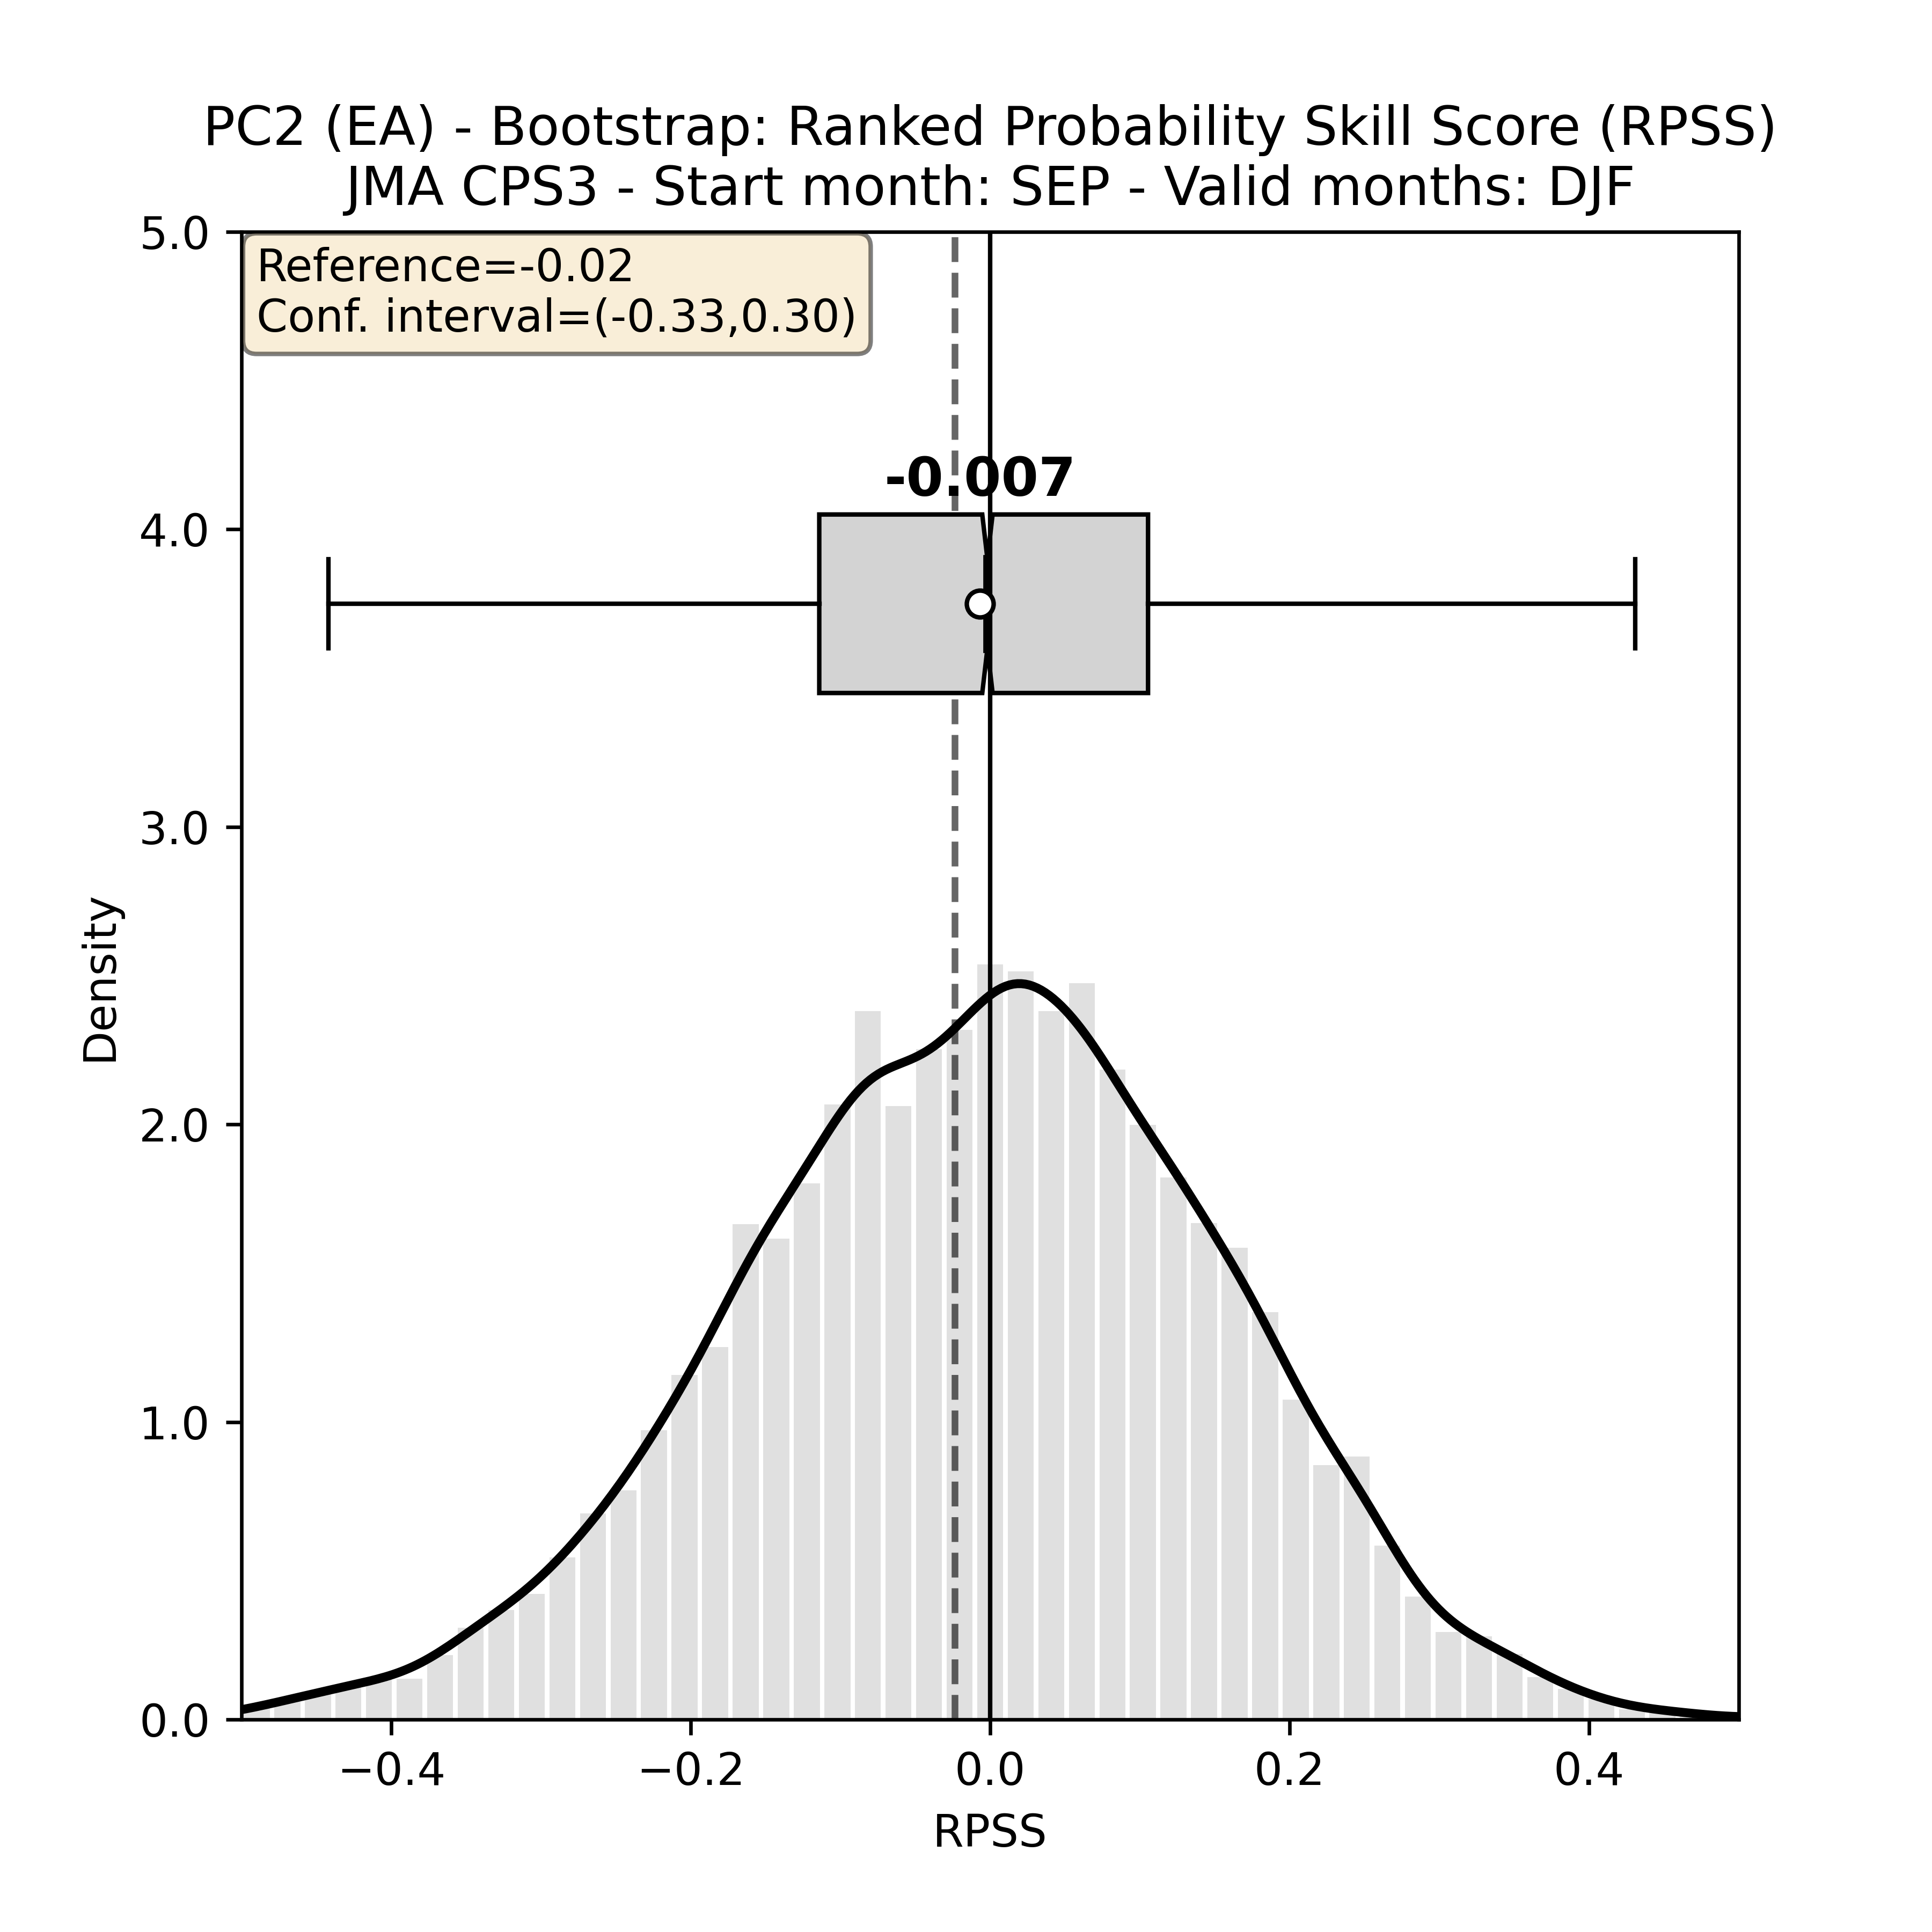 PC2 (EA) - Bootstrap: Ranked Probability Skill Score (RPSS)
JMA CPS3 - Start month: SEP - Valid months: DJF
Reference=-0.02
Conf. interval=(-0.33,0.30)
-0.007
5.0
4.0
3.0
2.0
1.0
0.0
Density
−0.4
−0.2
0.0
0.2
0.4
RPSS